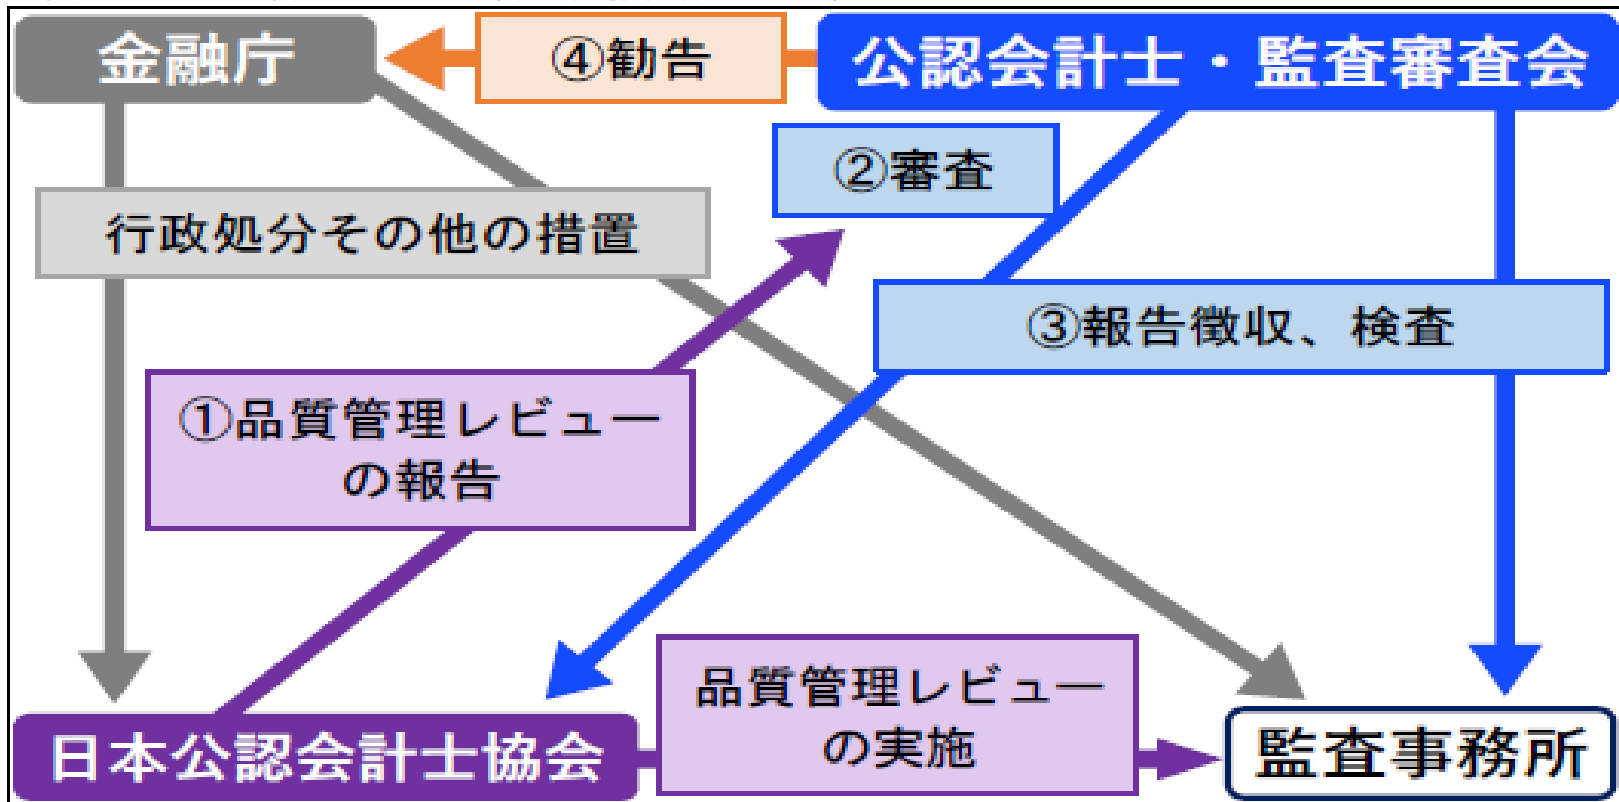 金融庁
④勧告
公認会計士・監査審査会
②審査
行政処分その他の措置
③報告徴収、検査
①品質管理レビュー
の報告
日本公認会計士協会
品質管理レビュー
の実施
監査事務所